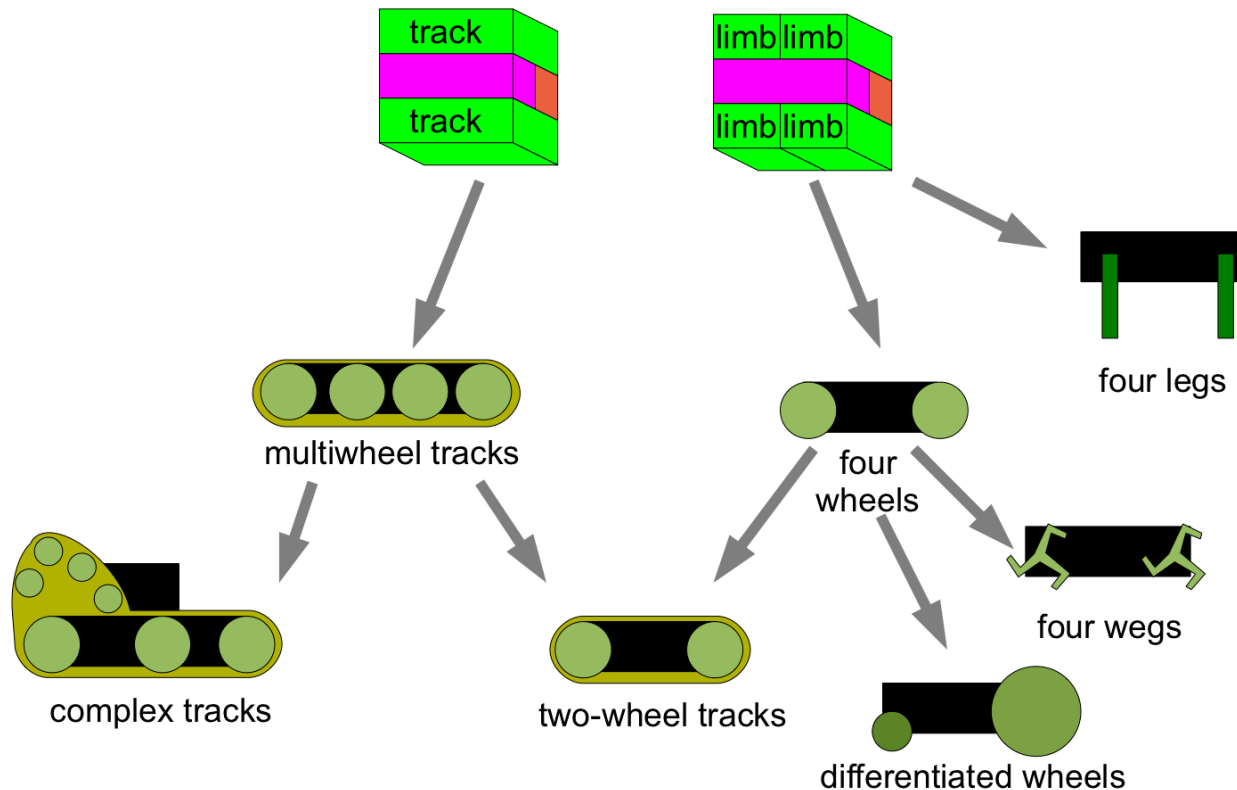 track
limb limb
track
limb limb
four legs
multiwheel tracks
four
wheels
four wegs
complex tracks
two-wheel tracks
differentiated wheels